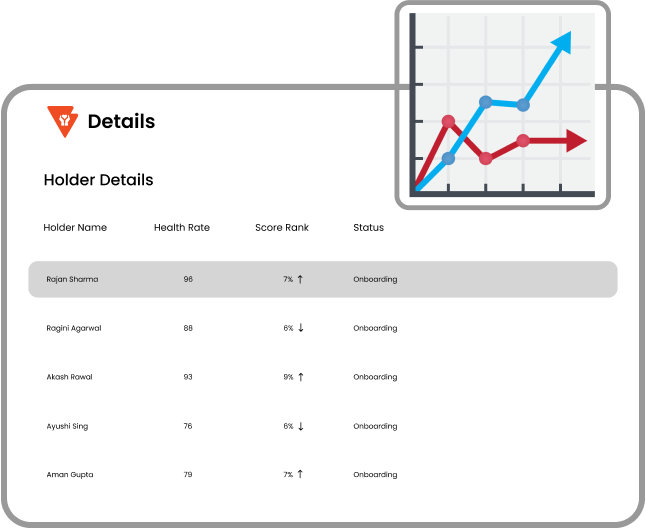 Details
Holder Details
Holder Name Health Rate Score Rank Status
Rajan Sharma 96 7% ↑ Onboarding
Ragini Agarwal 88 6% ↓ Onboarding
Akash Rawal 93 9% ↑ Onboarding
Ayushi Sing 76 6% ↓ Onboarding
Aman Gupta 79 7% ↑ Onboarding